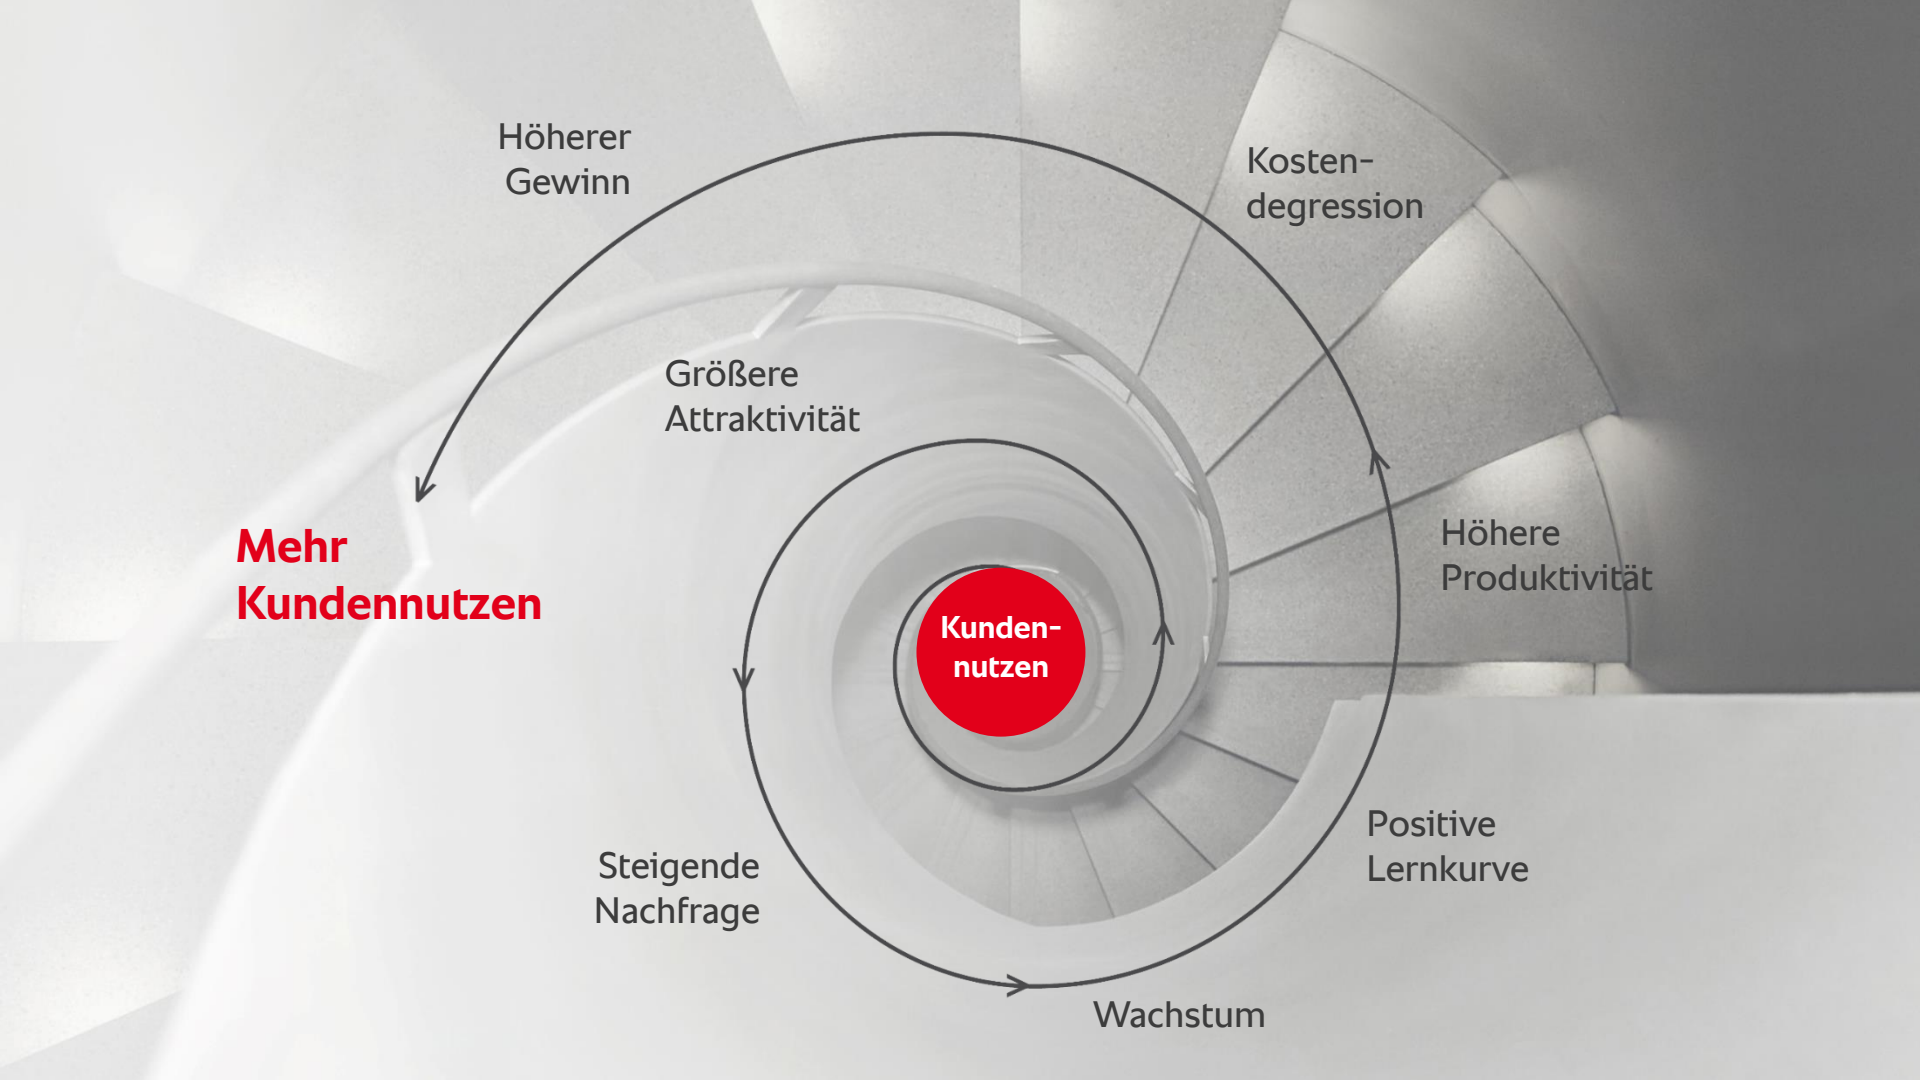 Höherer
Gewinn
Kosten-
degression
Größere
Attraktivität
Mehr
Kundennutzen
Höhere
Produktivität
Kunden-
nutzen
Steigende
Nachfrage
Positive
Lernkurve
Wachstum